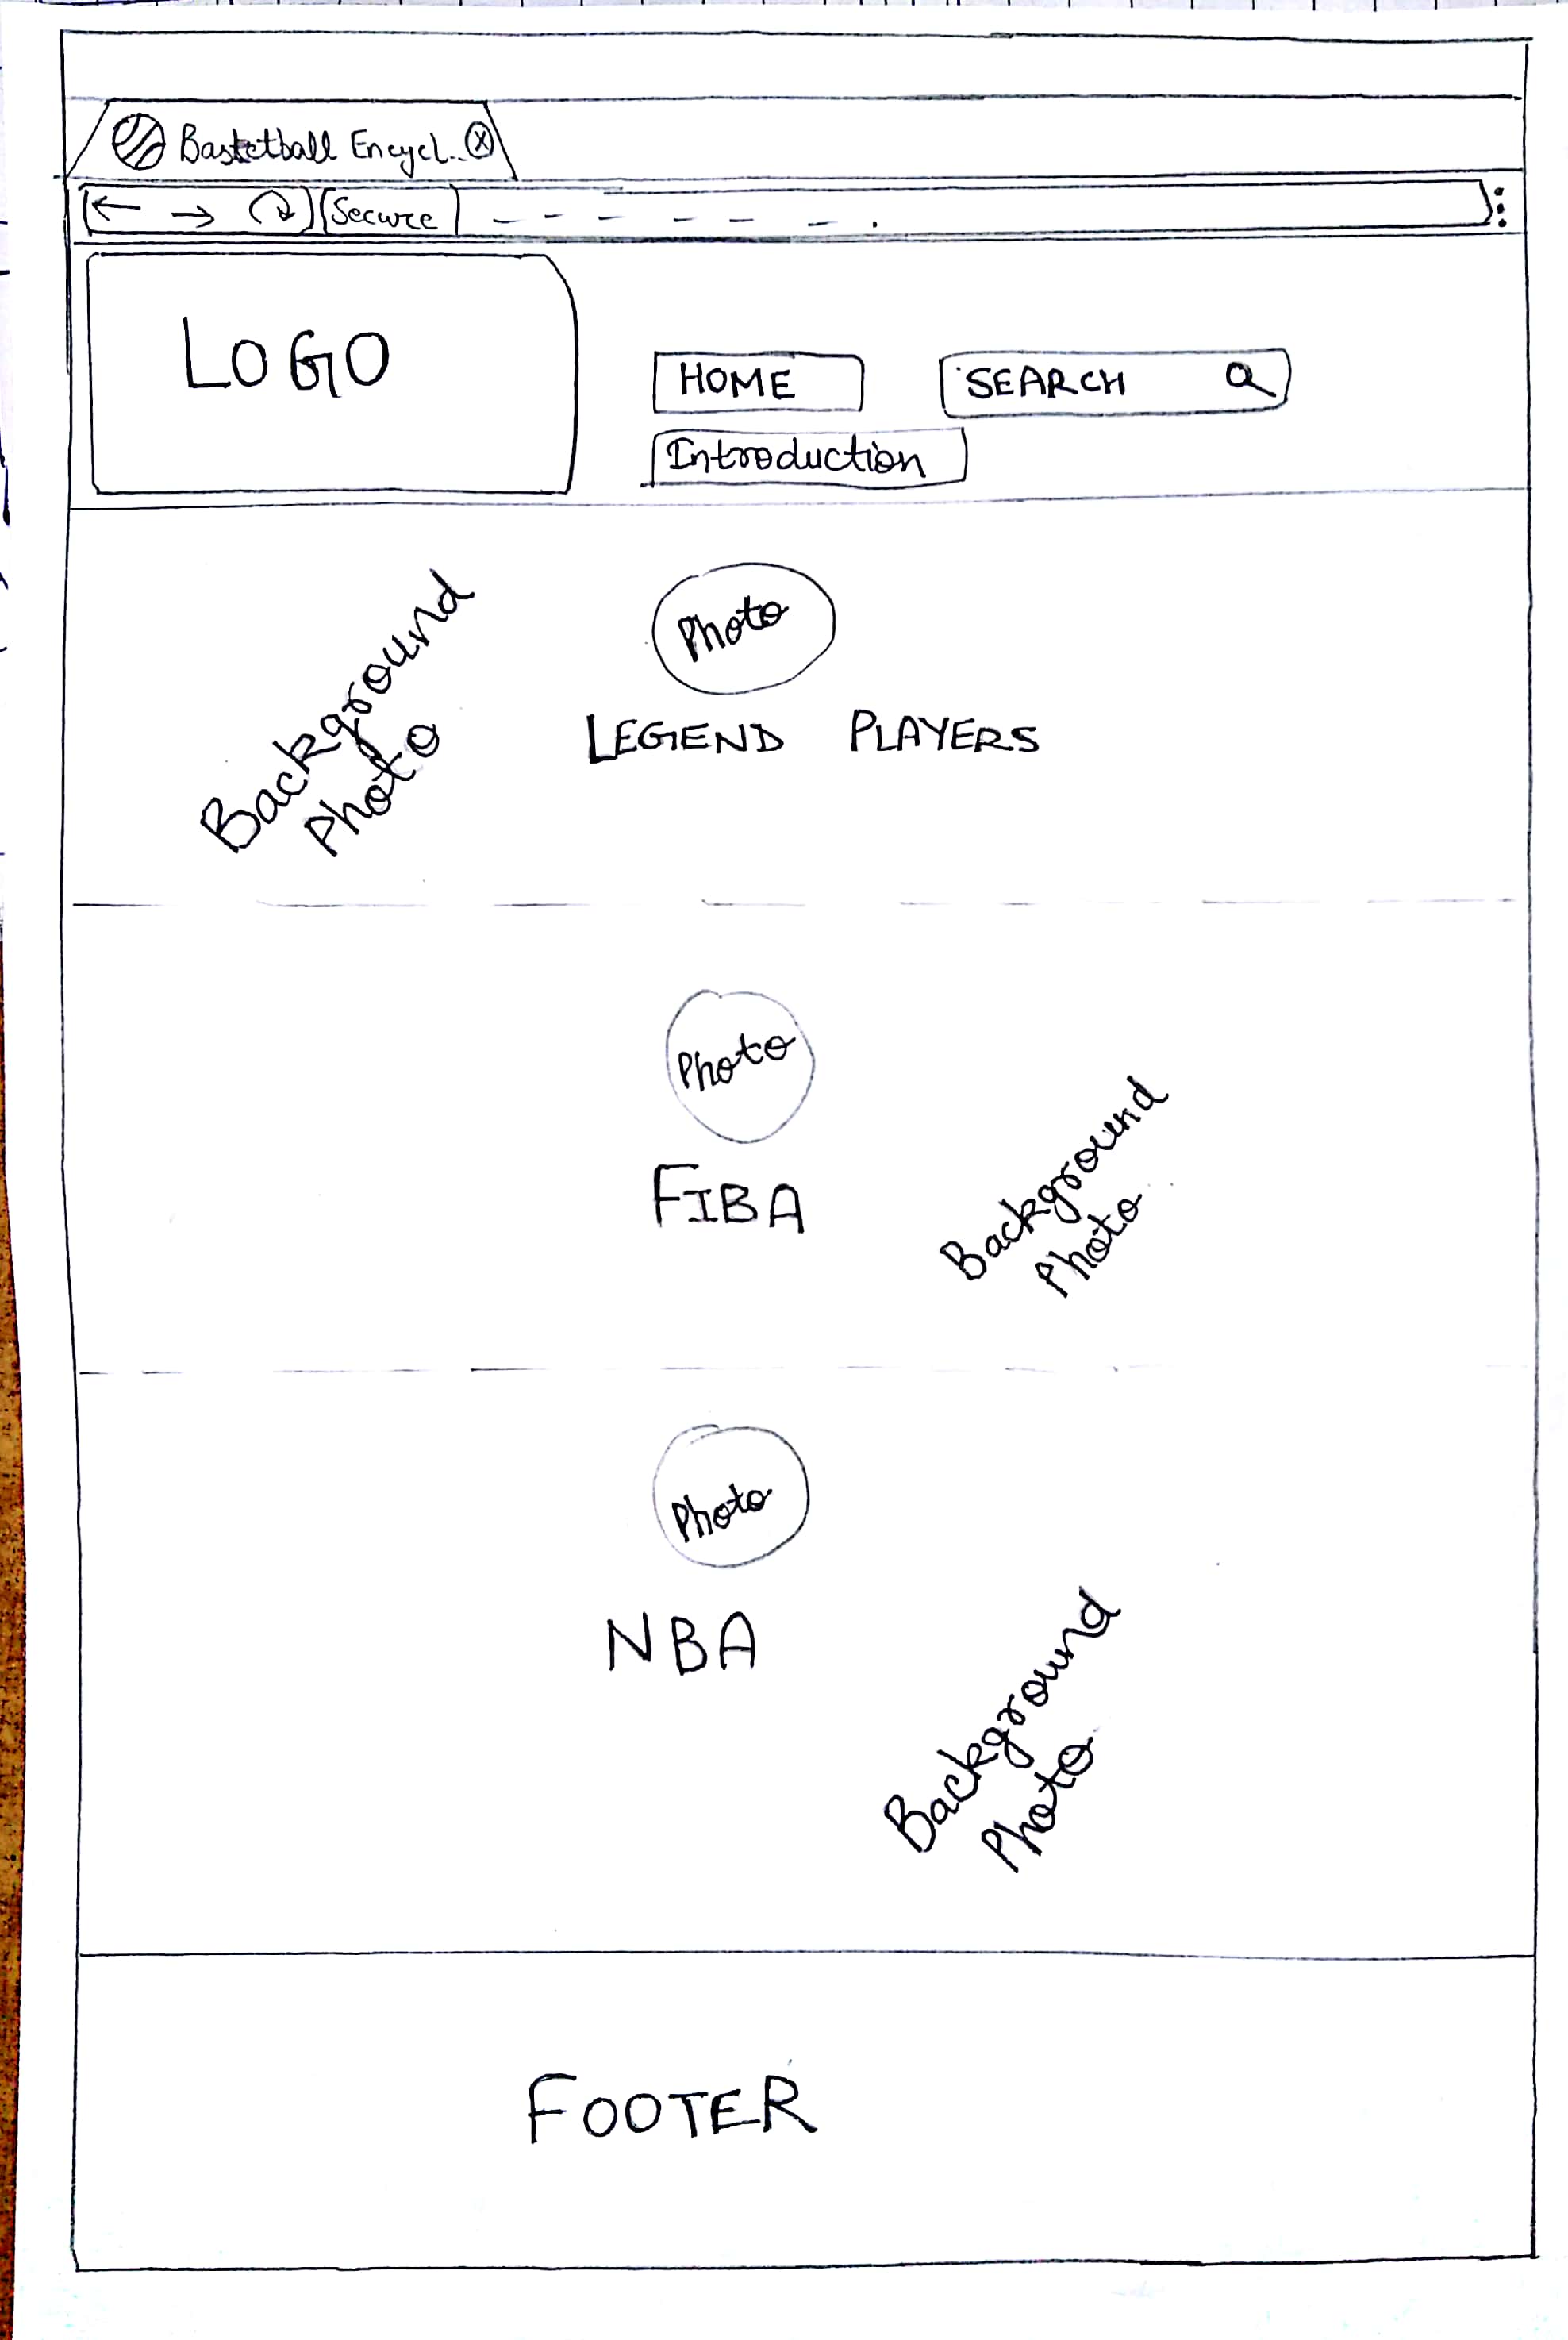 Basketball Encycl..
Secure
LOGO
HOME
SEARCH
Introduction
Photo
Background
Photo
LEGEND PLAYERS
Photo
FIBA
Background
Photo
Photo
NBA
Background
Photo
FOOTER